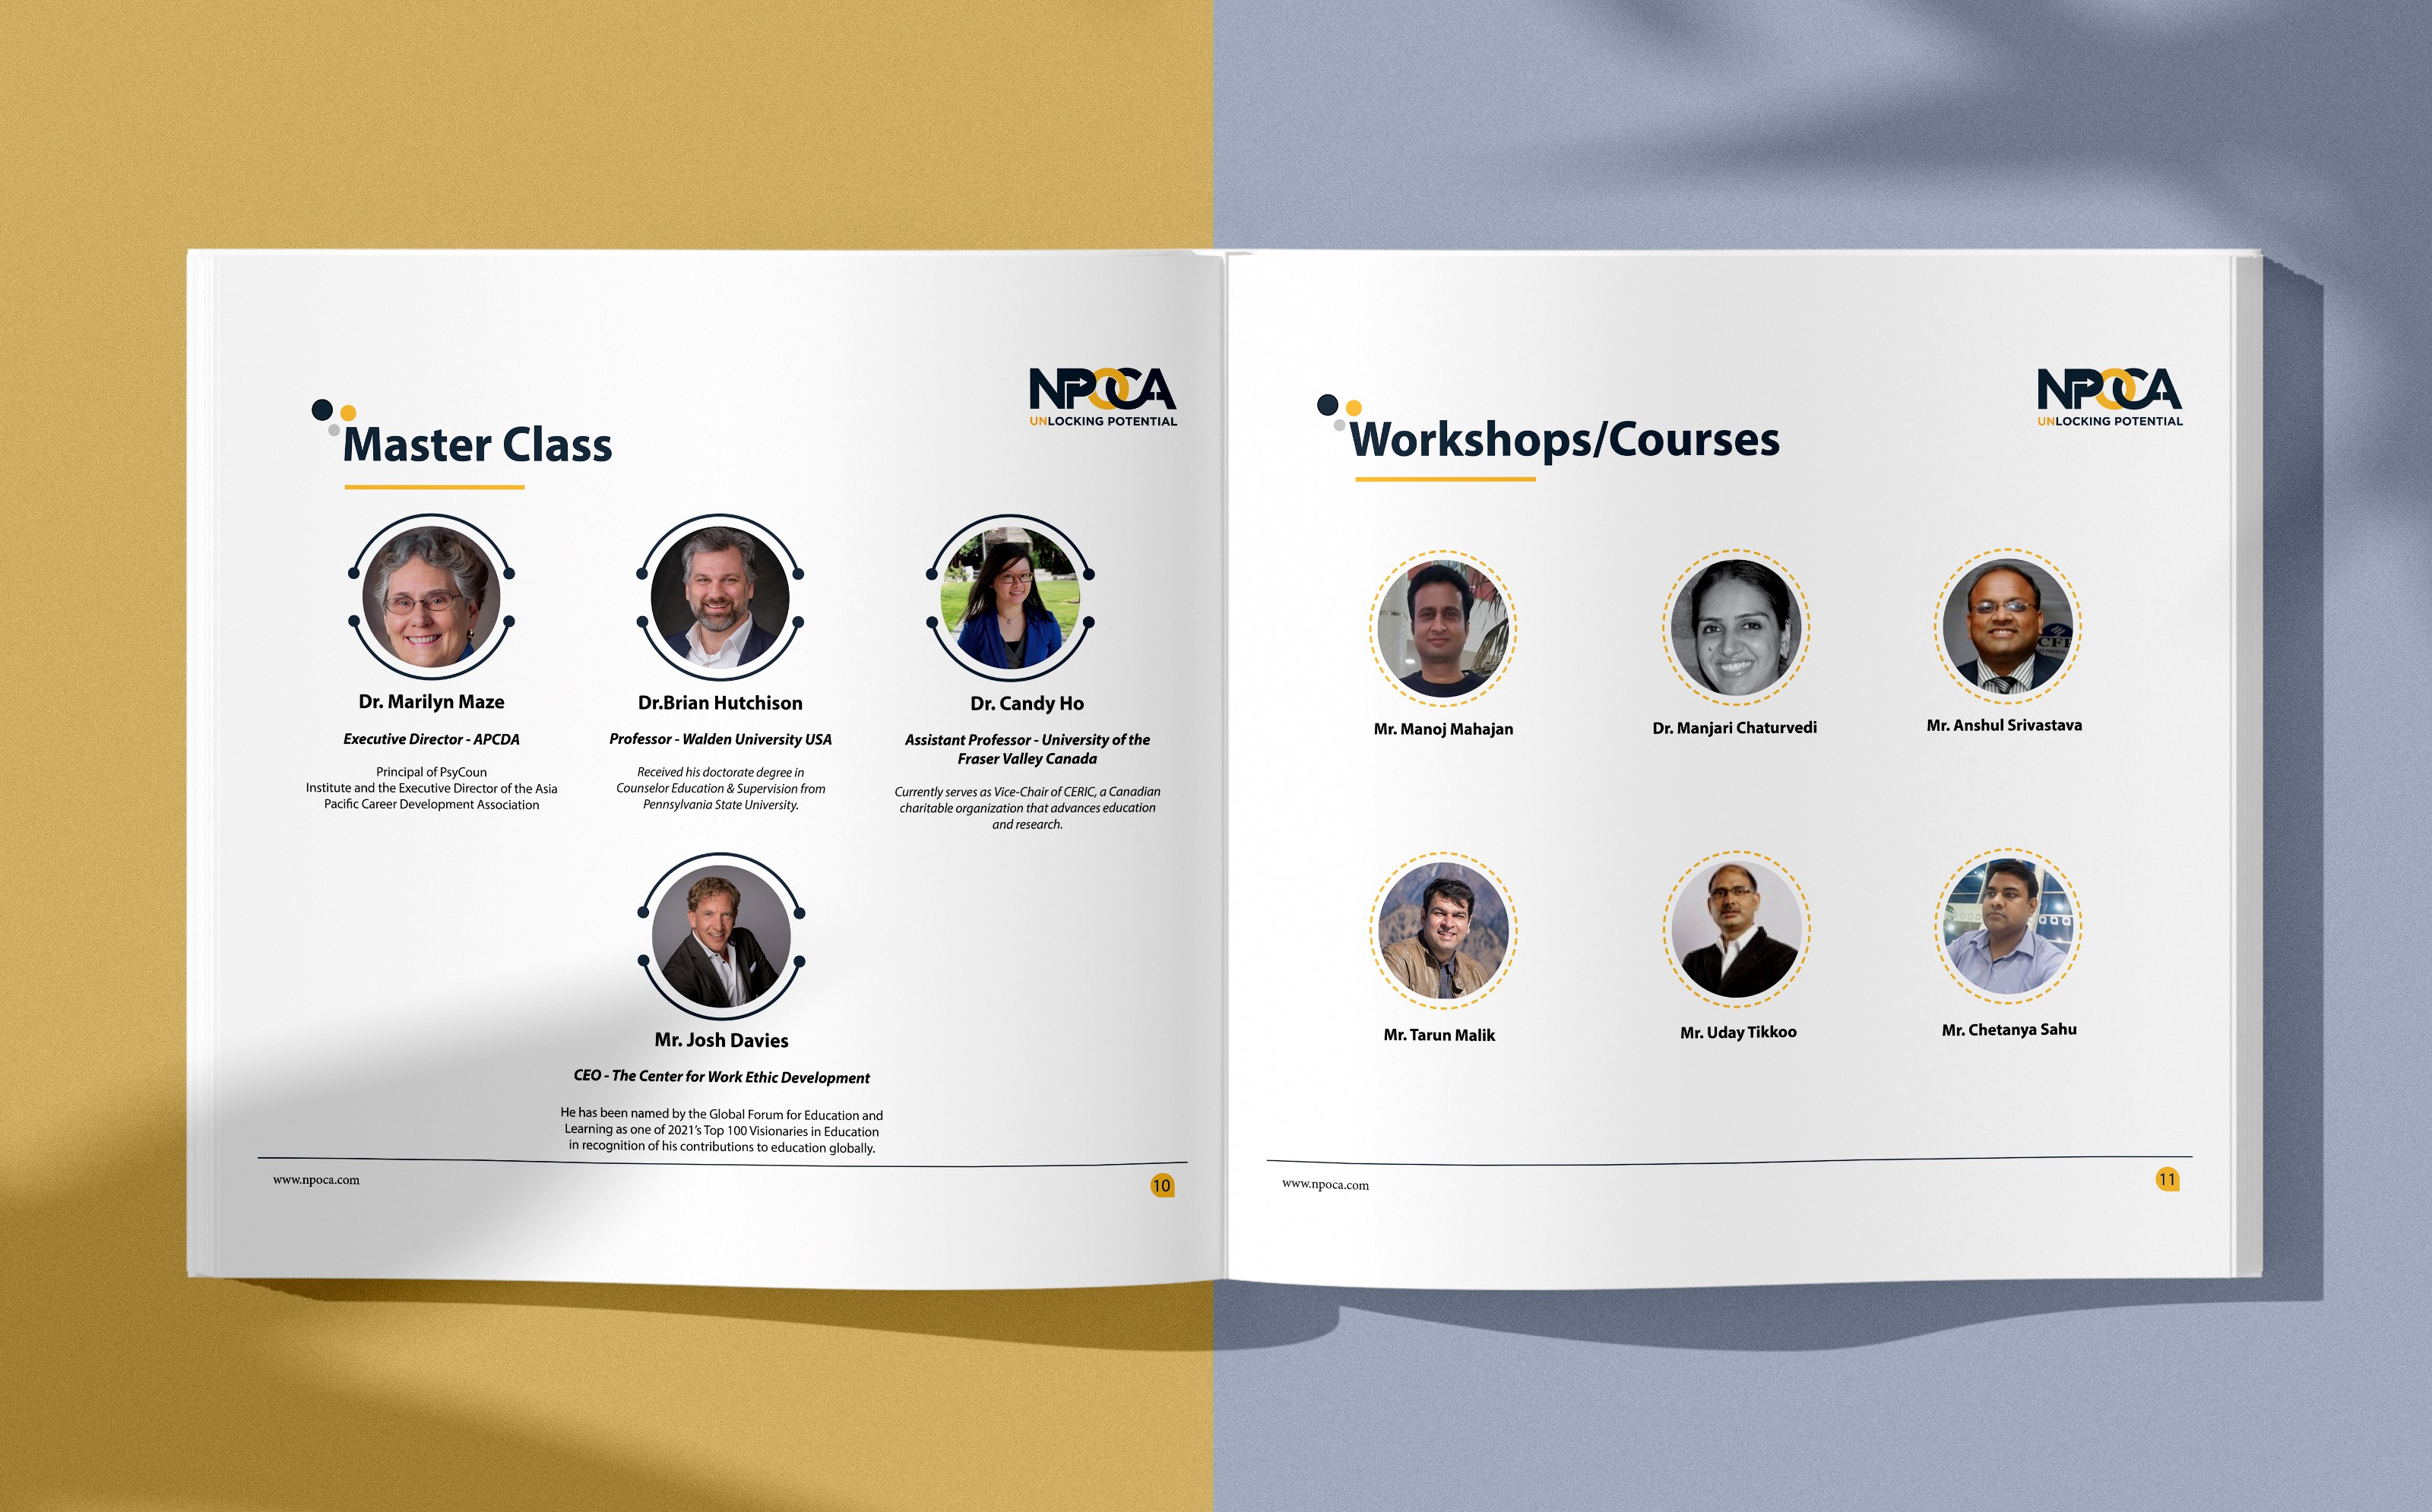 NPOCA
UNLOCKING POTENTIAL
Master Class
Dr. Marilyn Maze
Executive Director - APCDA
Principal of PsyCoun
Institute and the Executive Director of the Asia
Pacific Career Development Association
Dr.Brian Hutchison
Professor - Walden University USA
Received his doctorate degree in
Counselor Education & Supervision from
Pennsylvania State University.
Dr. Candy Ho
Assistant Professor - University of the
Fraser Valley Canada
Currently serves as Vice-Chair of CERIC, a Canadian
charitable organization that advances education
and research.
Mr. Josh Davies
CEO - The Center for Work Ethic Development
He has been named by the Global Forum for Education and
Learning as one of 2021's Top 100 Visionaries in Education
in recognition of his contributions to education globally.
www.npoca.com
10
NPOCA
UNLOCKING POTENTIAL
Workshops/Courses
Mr. Manoj Mahajan
Dr. Manjari Chaturvedi
Mr. Anshul Srivastava
Mr. Tarun Malik
Mr. Uday Tikkoo
Mr. Chetanya Sahu
www.npoca.com
11